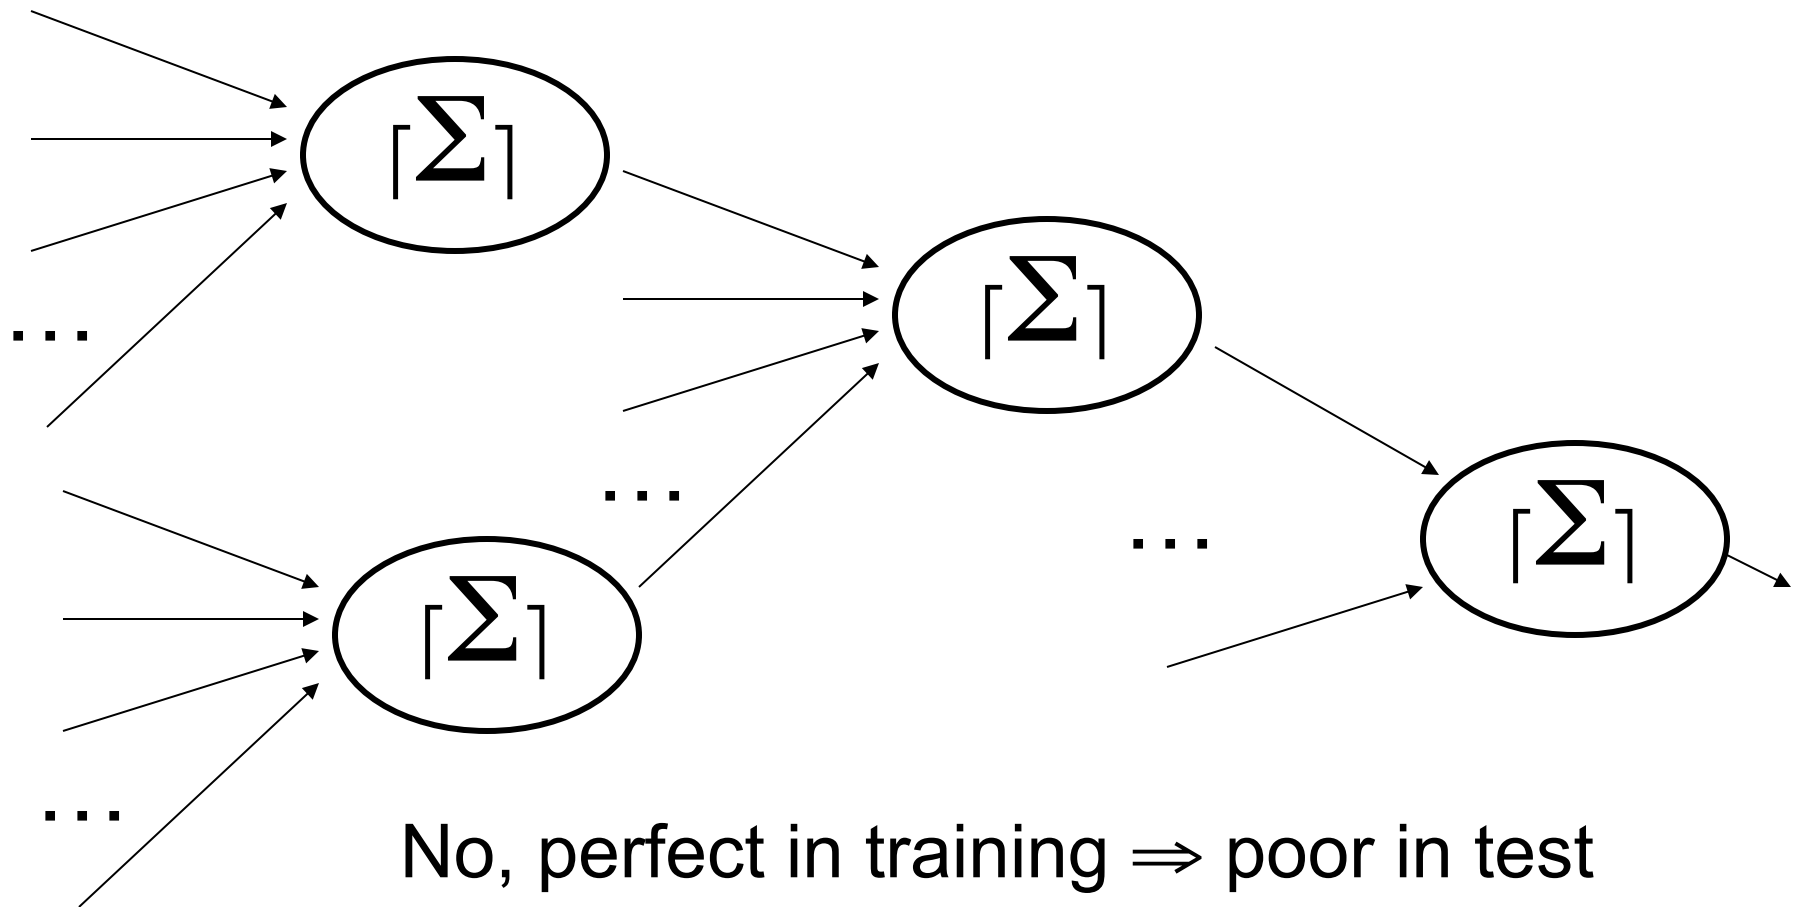 ⌈Σ⌉
⌈Σ⌉
...
⌈Σ⌉
...
...
⌈Σ⌉
...
No, perfect in training ⇒ poor in test